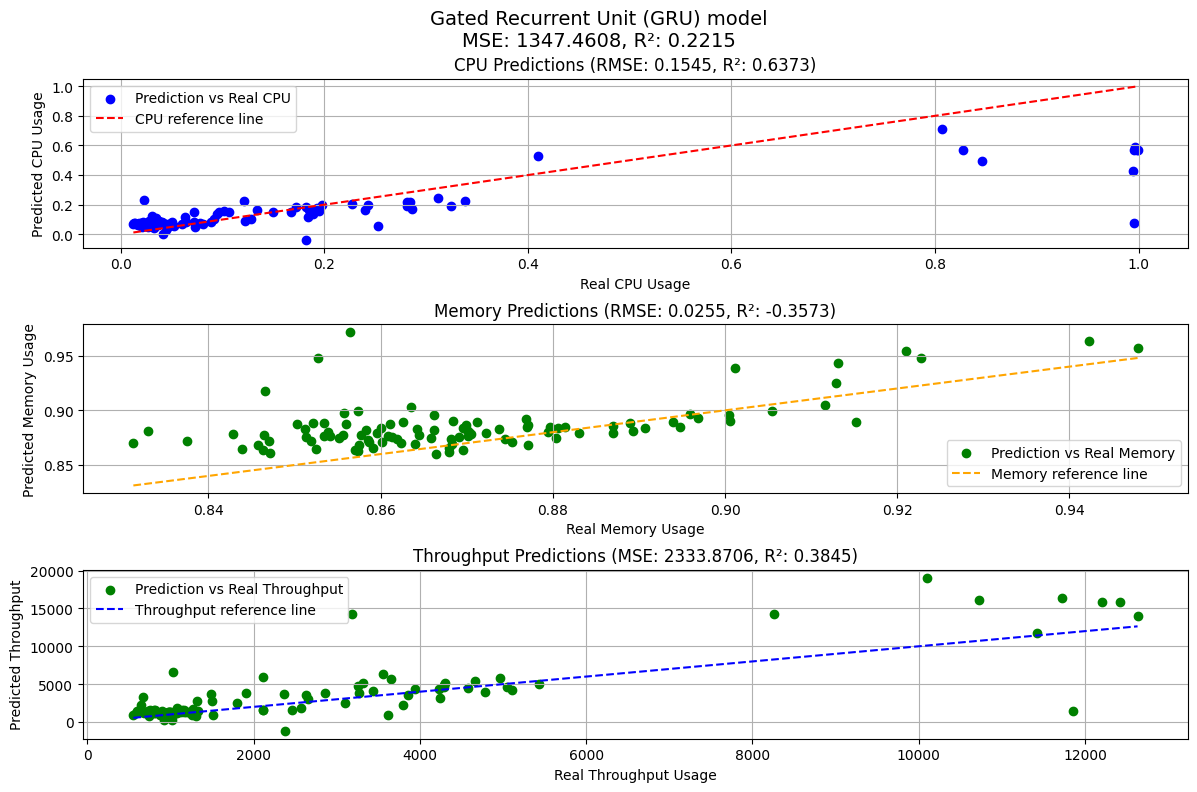 Gated Recurrent Unit (GRU) model
MSE: 1347.4608, R²: 0.2215
CPU Predictions (RMSE: 0.1545, R²: 0.6373)
Predicted CPU Usage
1.0
0.8
0.6
0.4
0.2
0.0
Prediction vs Real CPU
CPU reference line
0.0 0.2 0.4 0.6 0.8 1.0
Real CPU Usage
Memory Predictions (RMSE: 0.0255, R²: -0.3573)
Predicted Memory Usage
0.95
0.90
0.85
Prediction vs Real Memory
Memory reference line
0.84 0.86 0.88 0.90 0.92 0.94
Real Memory Usage
Throughput Predictions (MSE: 2333.8706, R²: 0.3845)
Predicted Throughput
20000
15000
10000
5000
0
Prediction vs Real Throughput
Throughput reference line
0 2000 4000 6000 8000 10000 12000
Real Throughput Usage